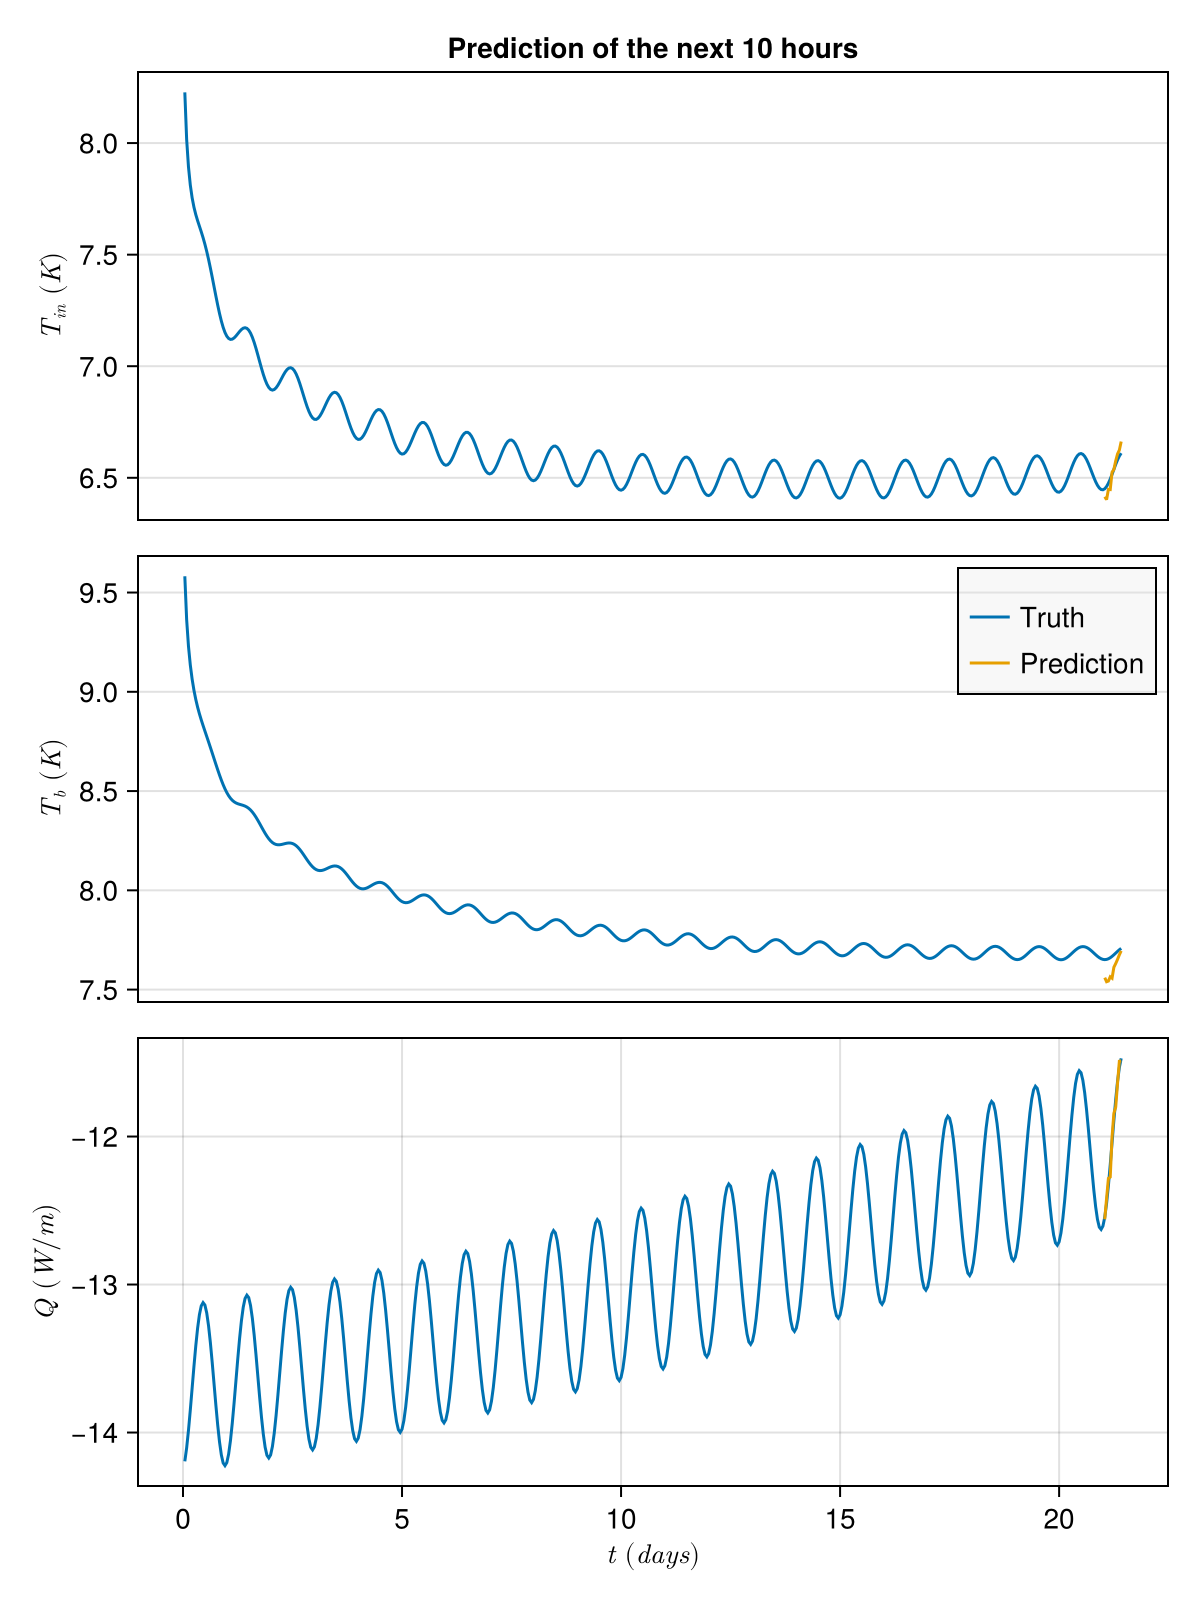 Prediction of the next 10 hours
8.0
7.5
7.0
6.5
T_in (K)
9.5
9.0
8.5
8.0
7.5
T_b (K)
Truth
Prediction
−12
−13
−14
Q (W/m)
0 5 10 15 20
t (days)